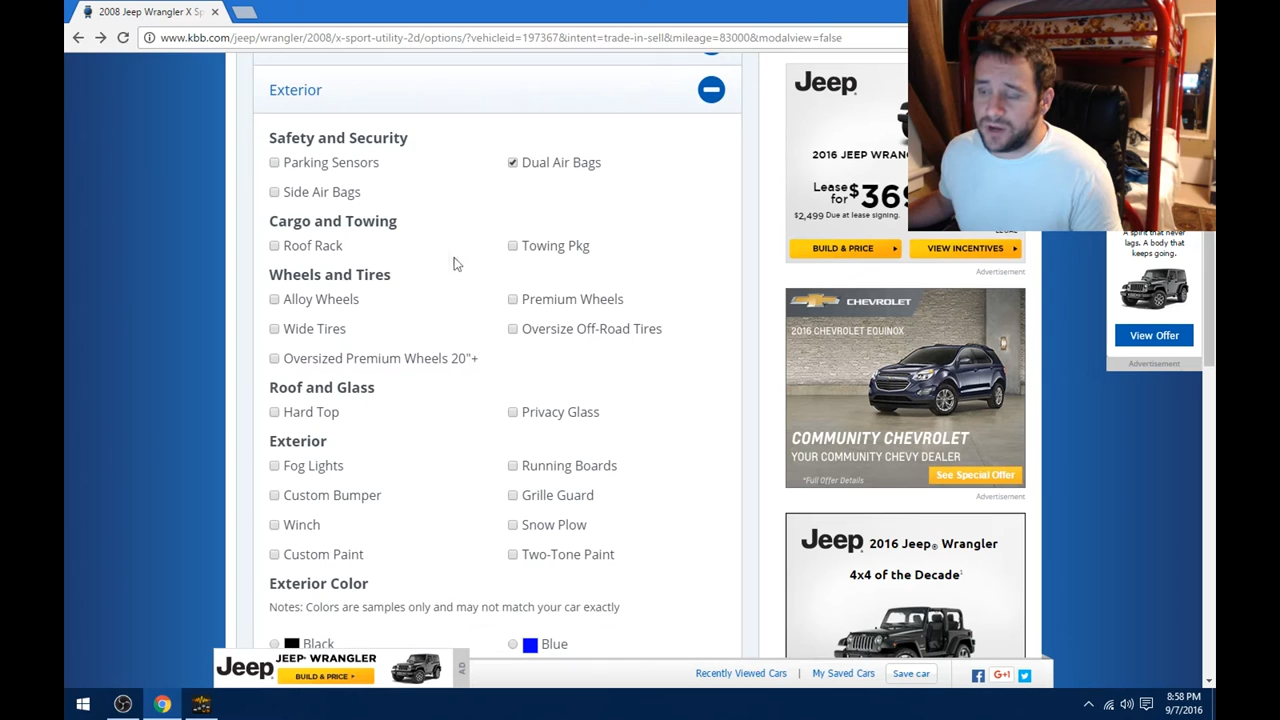 2008 Jeep Wrangler X Sp
www.kbb.com/jeep/wrangler/2008/x-sport-utility-2d/options/?vehicleid=197367&intent=trade-in-sell&mileage=83000&modalview=false
Exterior
Safety and Security
Parking Sensors
Dual Air Bags
Side Air Bags
Cargo and Towing
Roof Rack
Towing Pkg
Wheels and Tires
Alloy Wheels
Premium Wheels
Wide Tires
Oversize Off-Road Tires
Oversized Premium Wheels 20"+
Roof and Glass
Hard Top
Privacy Glass
Exterior
Fog Lights
Running Boards
Custom Bumper
Grille Guard
Winch
Snow Plow
Custom Paint
Two-Tone Paint
Exterior Color
Notes: Colors are samples only and may not match your car exactly
Black
Blue
Jeep
2016 JEEP WRAN
Lease
for $369
$2,499 Due at lease signing.
BUILD & PRICE
VIEW INCENTIVES
Advertisement
CHEVROLET
2016 CHEVROLET EQUINOX
COMMUNITY CHEVROLET
YOUR COMMUNITY CHEVY DEALER
*Full Offer Details
See Special Offer
Advertisement
Jeep® 2016 Jeep® Wrangler
4x4 of the Decade¹
A spirit that never
lags. A body that
keeps going.
View Offer
Advertisement
Jeep
JEEP® WRANGLER
BUILD & PRICE
AD
Recently Viewed Cars
My Saved Cars
Save car
G+1
8:58 PM
9/7/2016